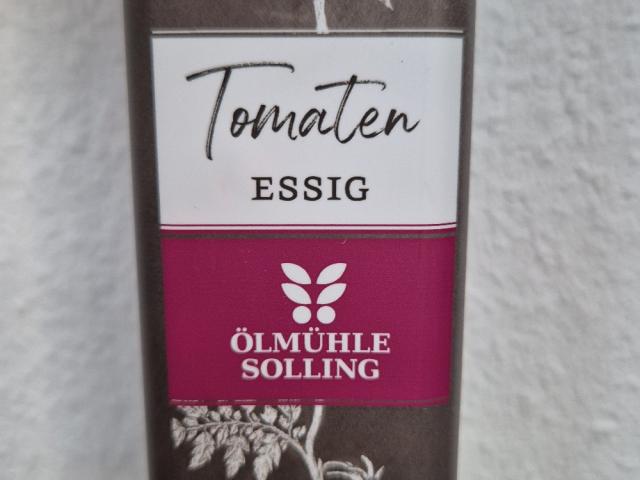 Tomaten
ESSIG
ÖLMÜHLE
SOLLING